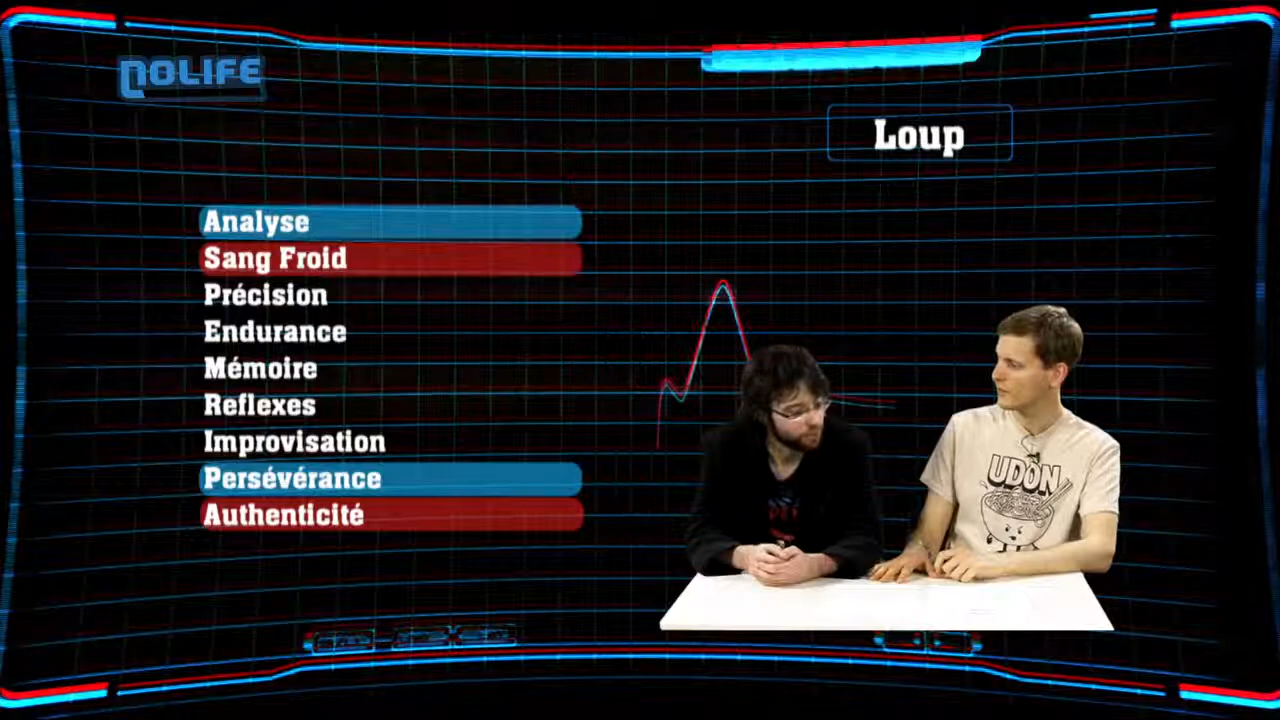 NOLIFE
Loup
Analyse
Sang Froid
Précision
Endurance
Mémoire
Reflexes
Improvisation
Persévérance
Authenticité
UDON